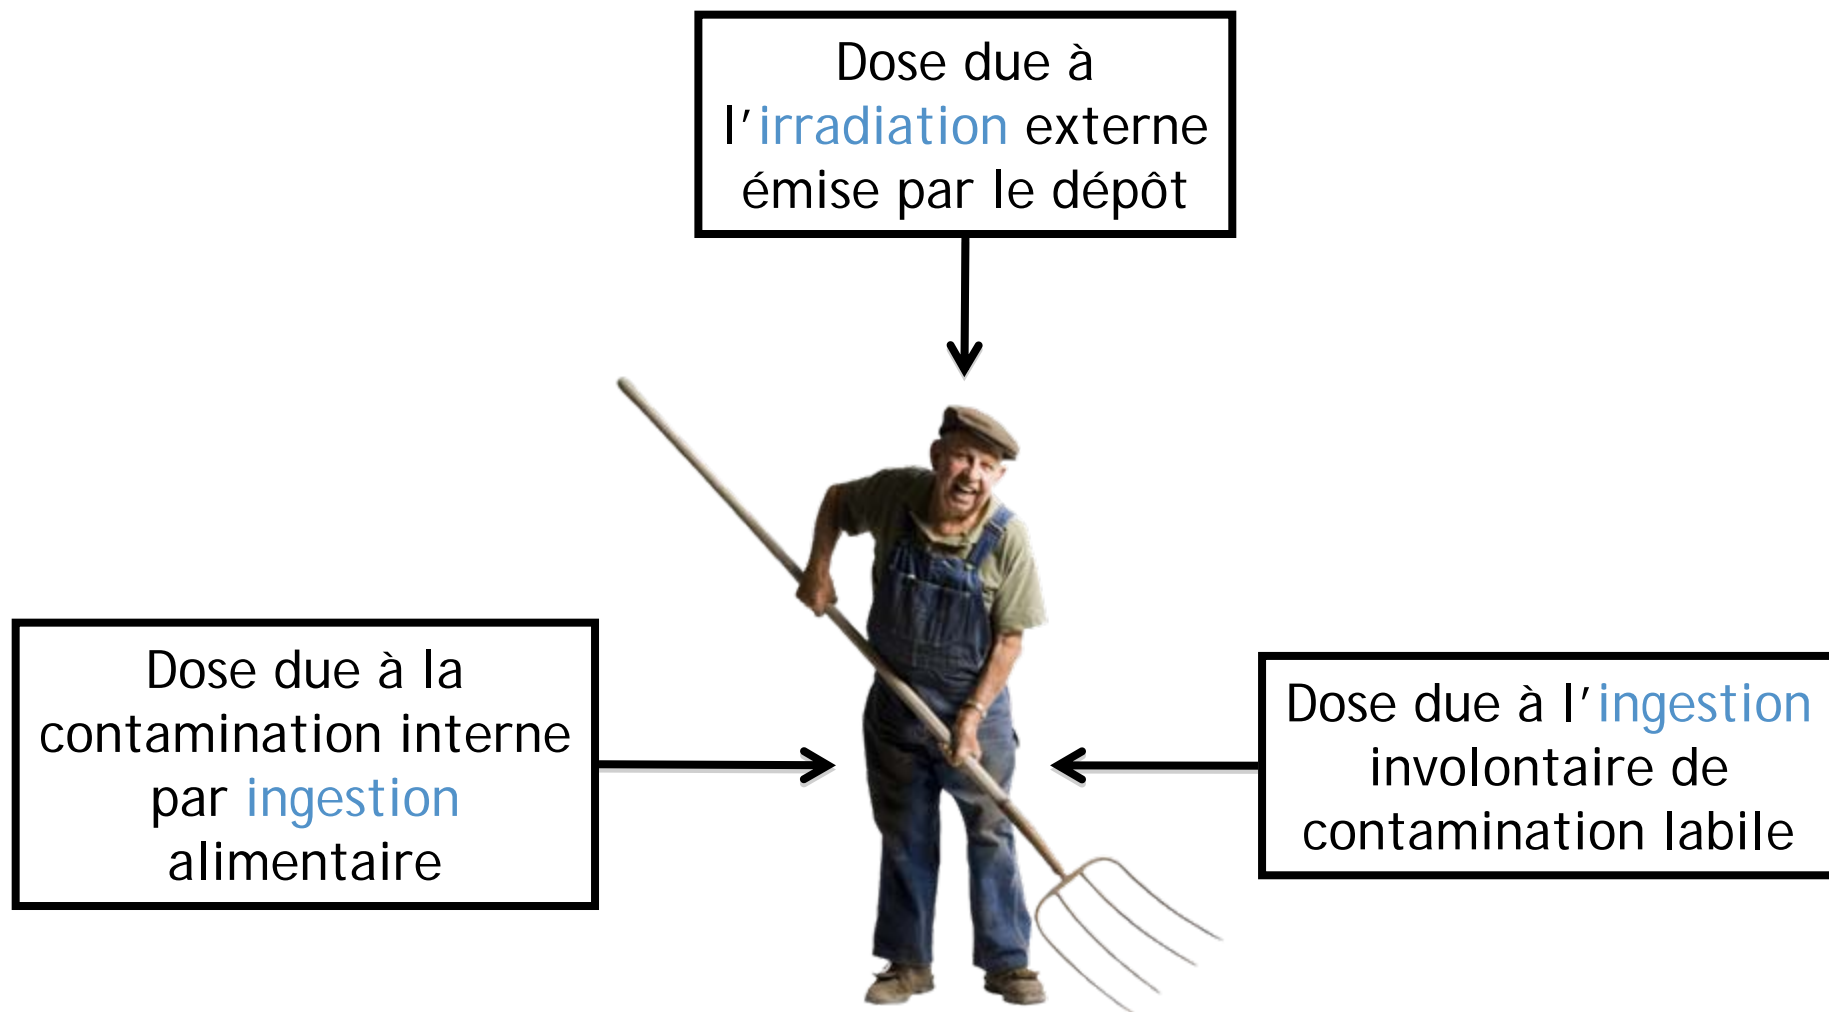 Dose due à
l'irradiation externe
émise par le dépôt
Dose due à la
contamination interne
par ingestion
alimentaire
Dose due à l'ingestion
involontaire de
contamination labile